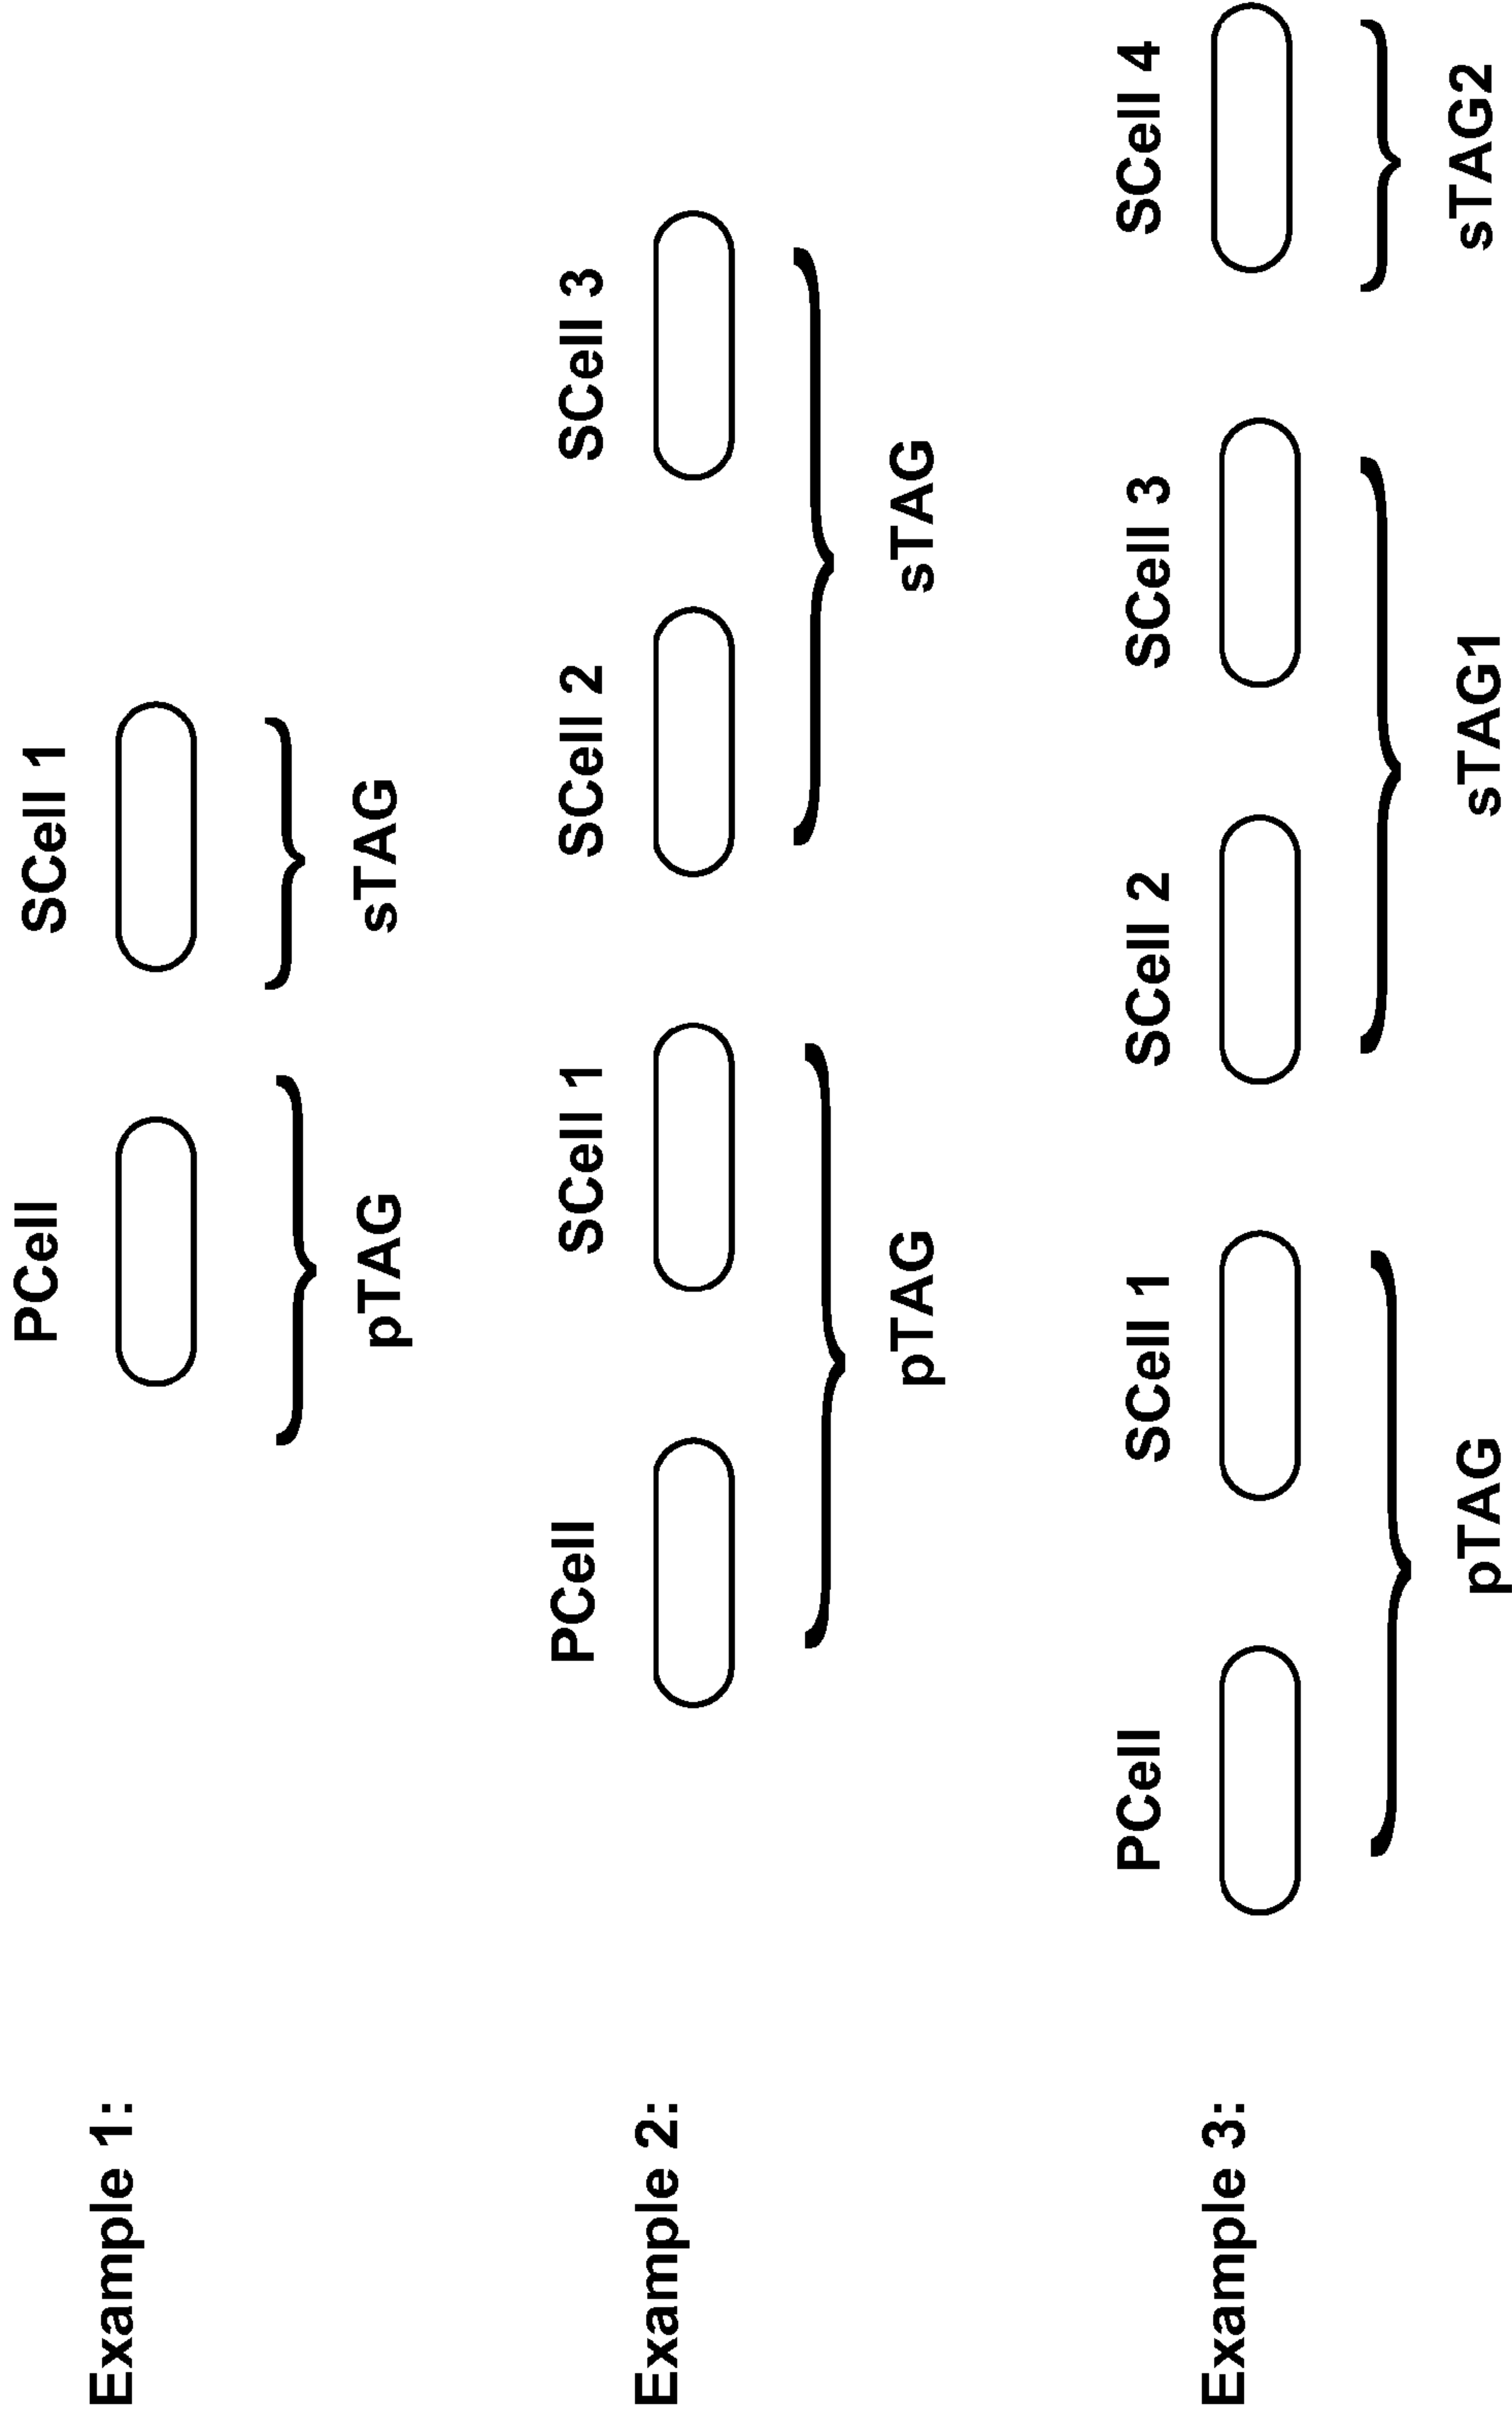 PCell SCell 1
Example 1:
pTAG sTAG
PCell SCell 1 SCell 2 SCell 3
Example 2:
pTAG sTAG
PCell SCell 1 SCell 2 SCell 3 SCell 4
Example 3:
pTAG sTAG1 sTAG2